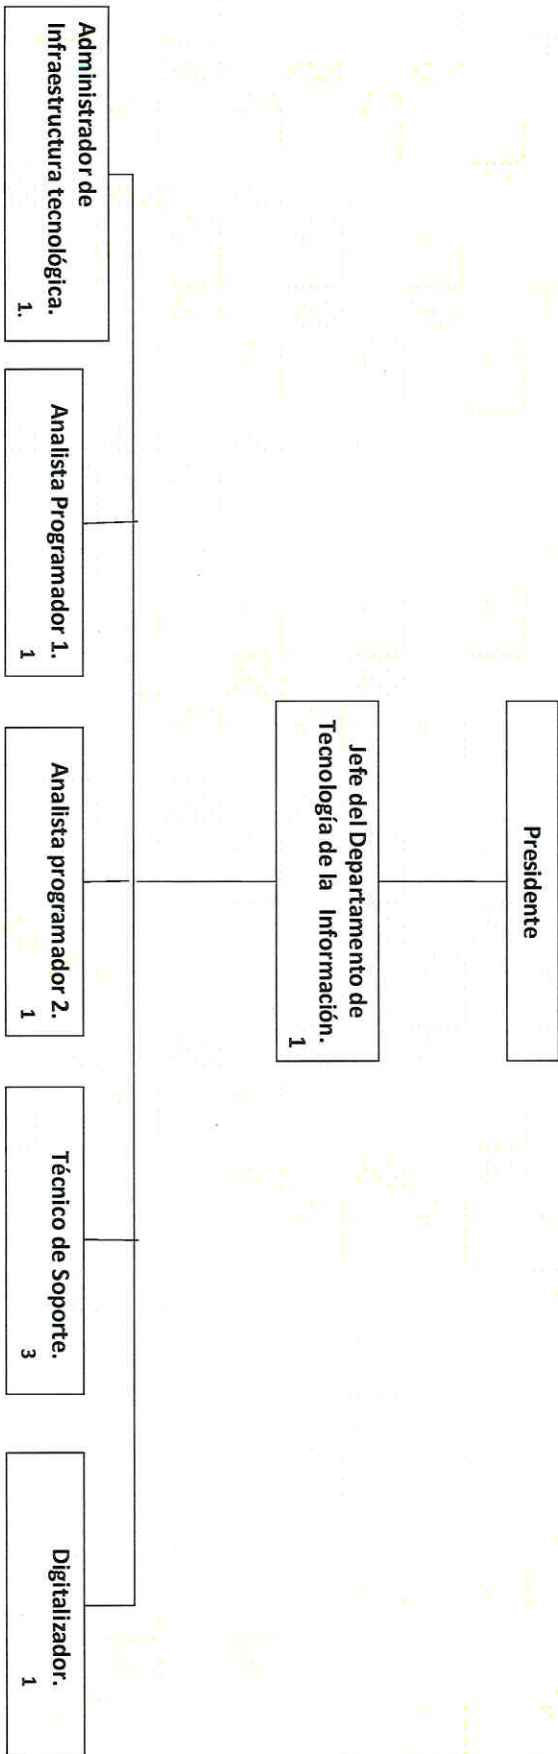 Presidente
Jefe del Departamento de
Tecnología de la Información.
1
Administrador de
Infraestructura tecnológica.
1.
Analista Programador 1.
1
Analista programador 2.
1
Técnico de Soporte.
3
Digitalizador.
1